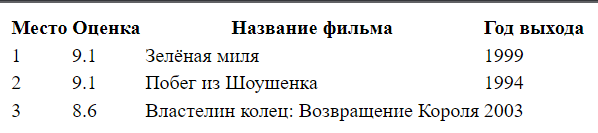 Место Оценка Название фильма Год выхода
1 9.1 Зелёная миля 1999
2 9.1 Побег из Шоушенка 1994
3 8.6 Властелин колец: Возвращение Короля 2003